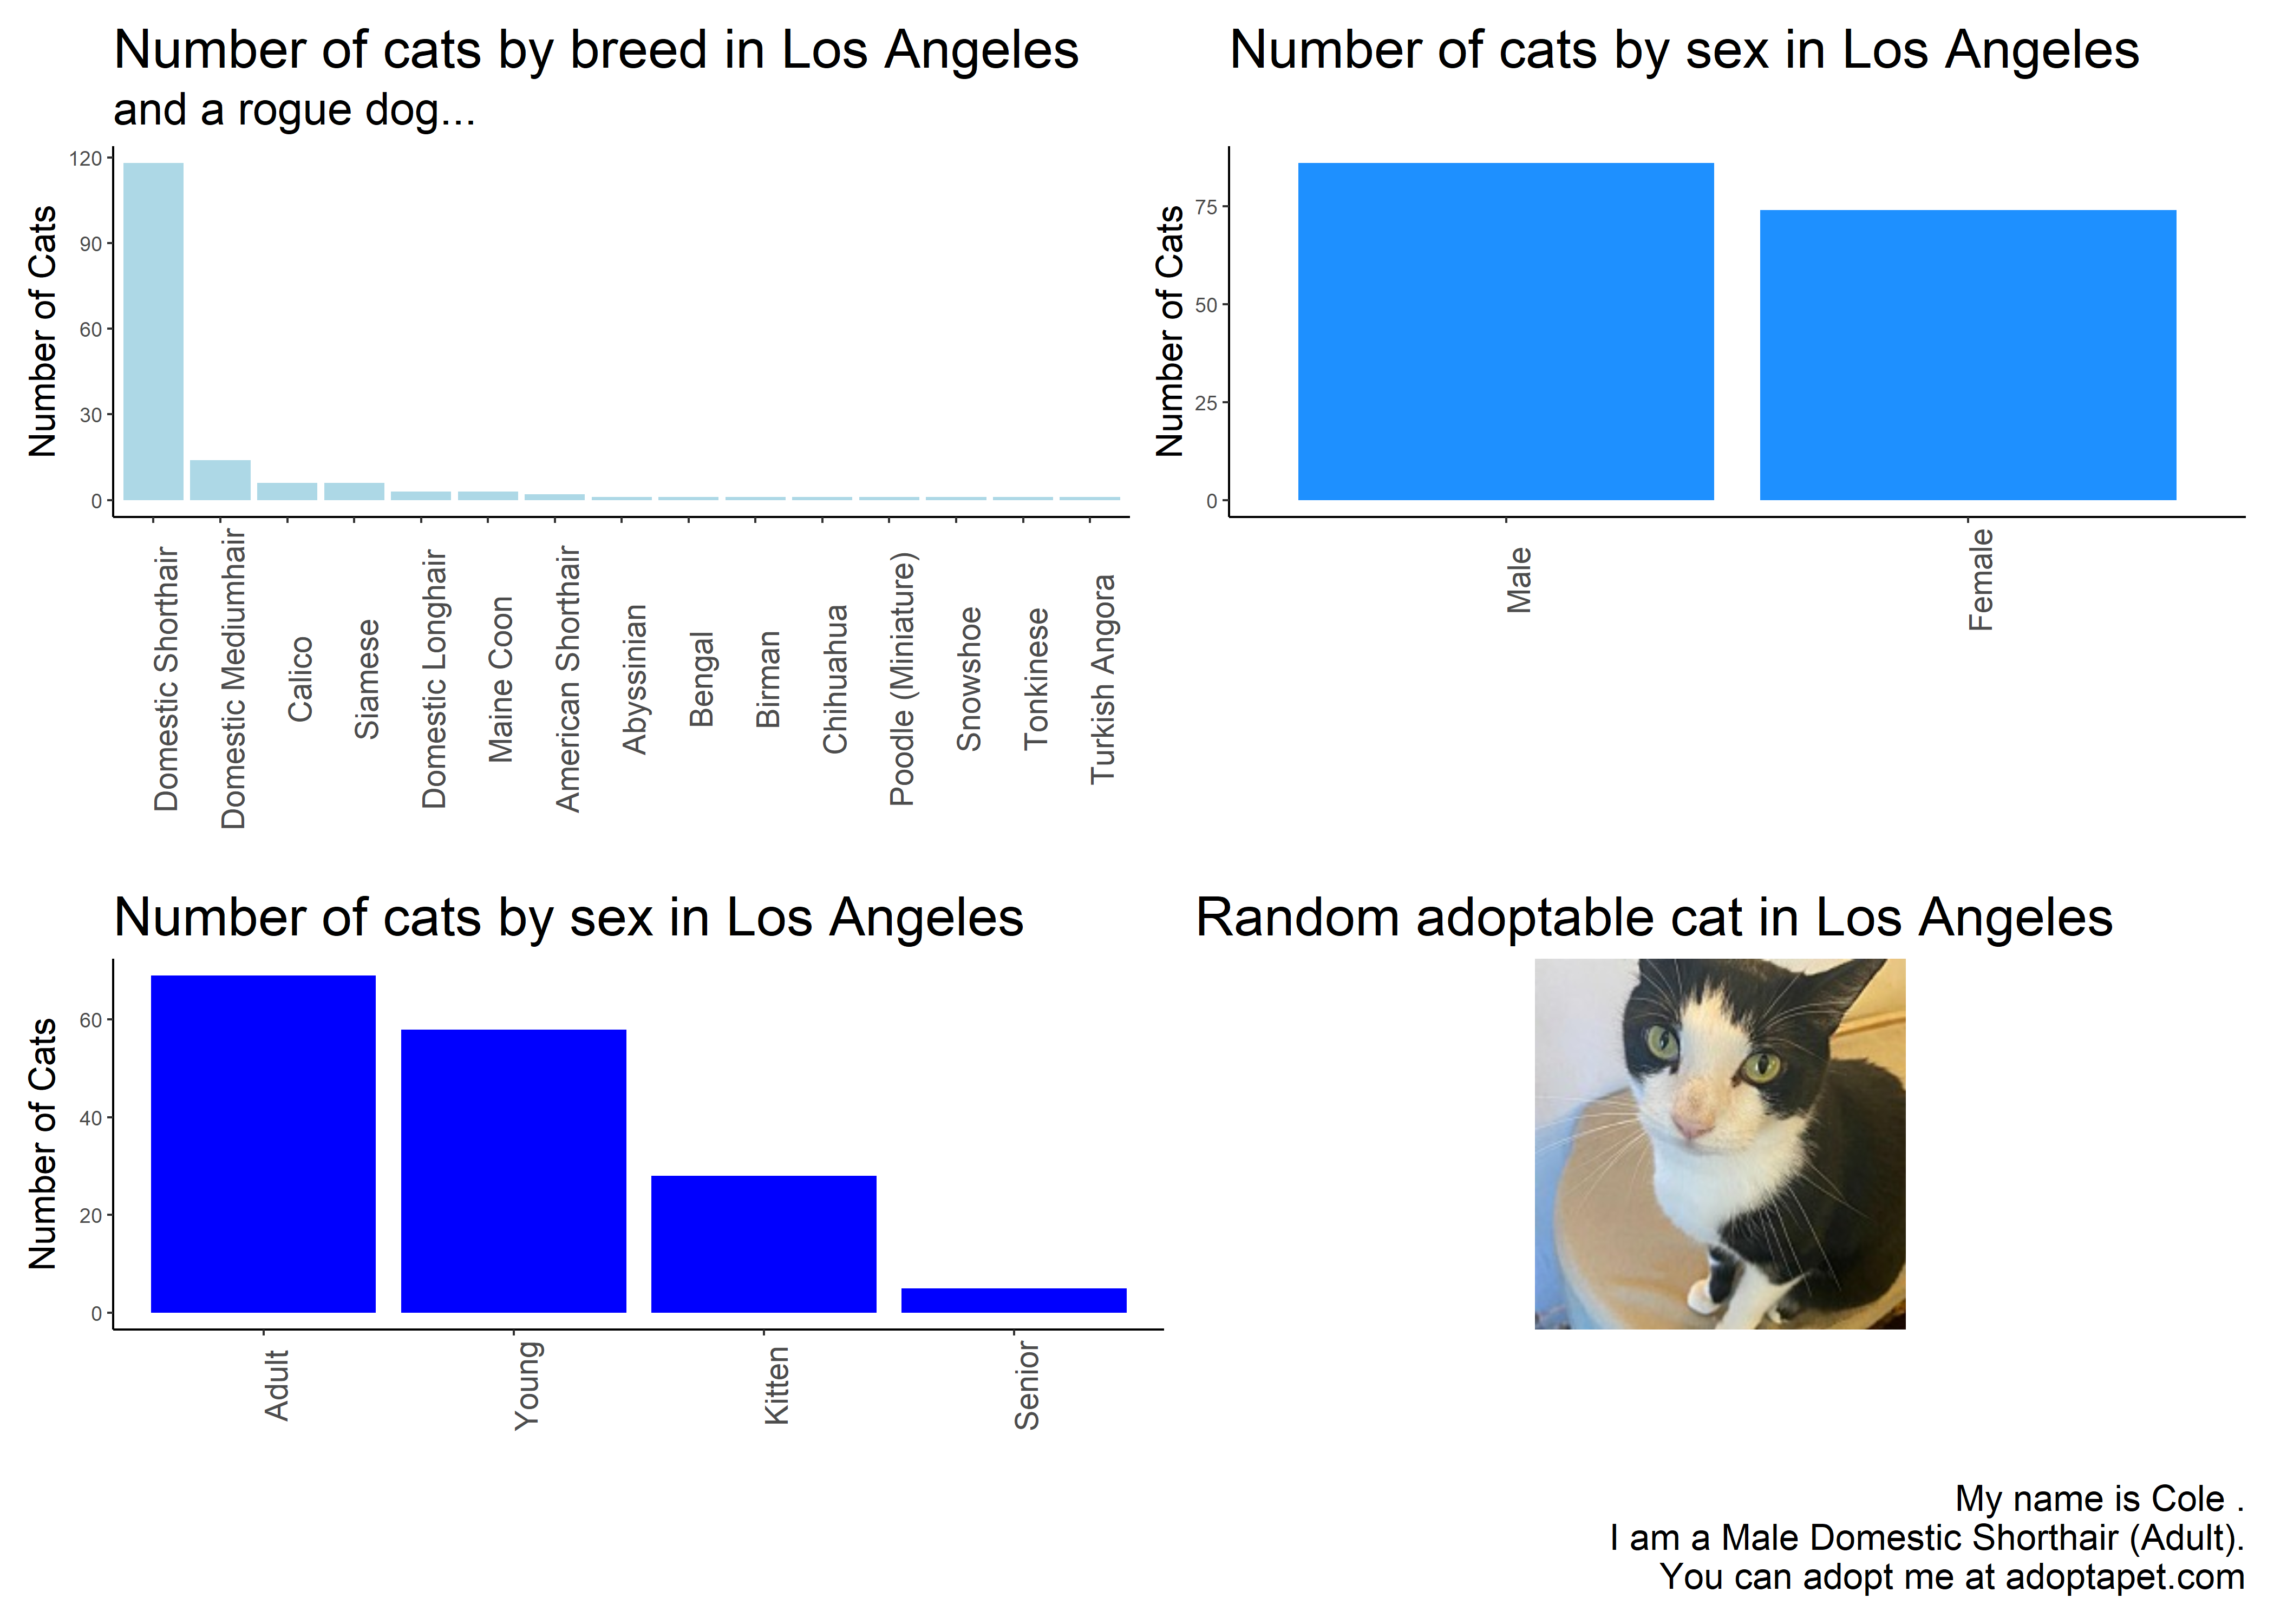 Number of cats by breed in Los Angeles
and a rogue dog...
Number of Cats
120
90
60
30
0
Domestic Shorthair
Domestic Mediumhair
Calico
Siamese
Domestic Longhair
Maine Coon
American Shorthair
Abyssinian
Bengal
Birman
Chihuahua
Poodle (Miniature)
Snowshoe
Tonkinese
Turkish Angora
Number of cats by sex in Los Angeles
Number of Cats
75
50
25
0
Male
Female
Number of cats by sex in Los Angeles
Number of Cats
60
40
20
0
Adult
Young
Kitten
Senior
Random adoptable cat in Los Angeles
My name is Cole .
I am a Male Domestic Shorthair (Adult).
You can adopt me at adoptapet.com